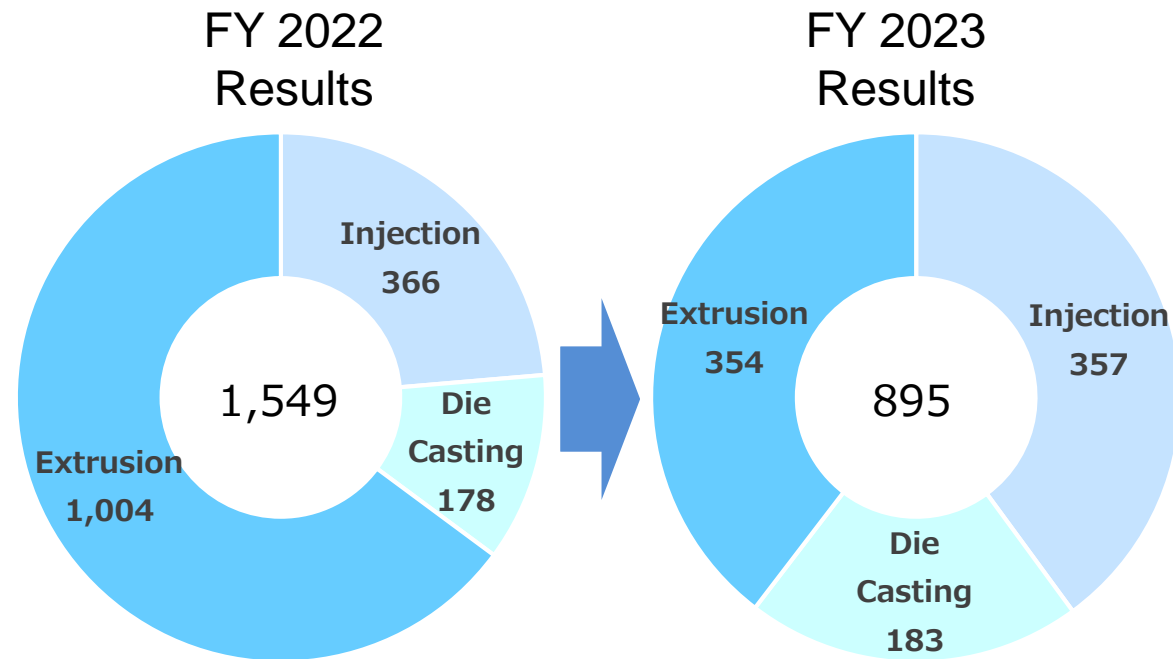 FY 2022
Results
Injection
366
Die
Casting
178
Extrusion
1,004
1,549
FY 2023
Results
Injection
357
Die
Casting
183
Extrusion
354
895